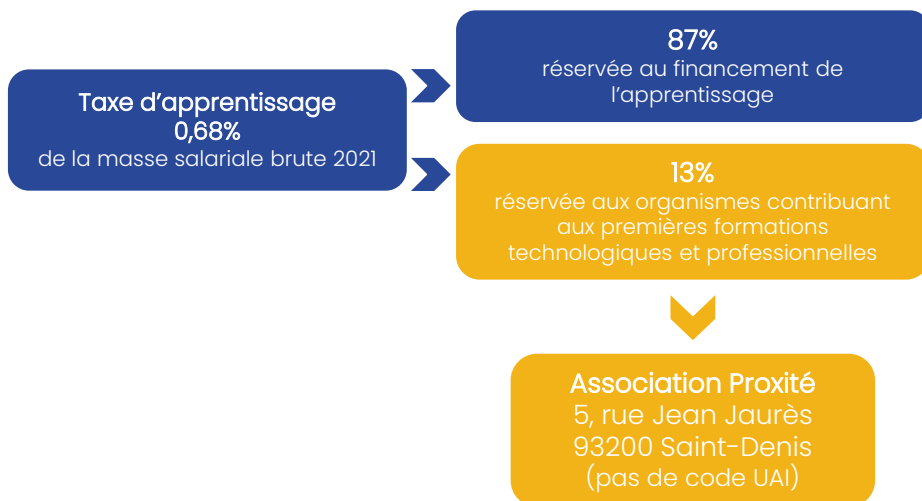 Taxe d'apprentissage
0,68%
de la masse salariale brute 2021
87%
réservée au financement de
l'apprentissage
13%
réservée aux organismes contribuant
aux premières formations
technologiques et professionnelles
Association Proxité
5, rue Jean Jaurès
93200 Saint-Denis
(pas de code UAI)